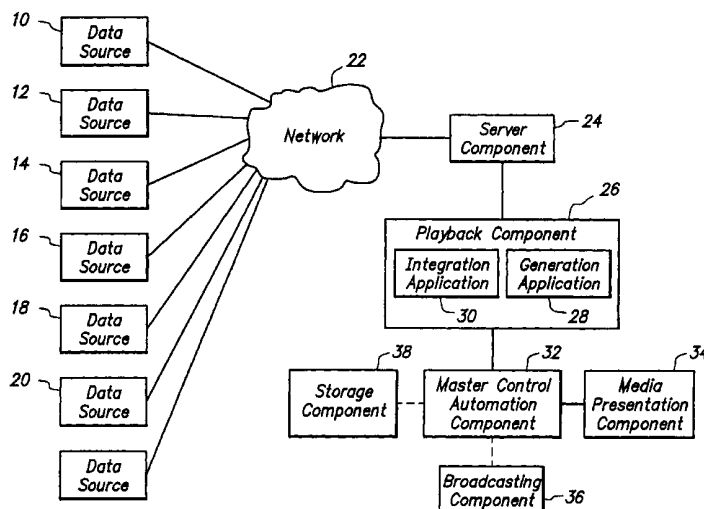 10
Data
Source
12
Data
Source
14
Data
Source
16
Data
Source
18
Data
Source
20
Data
Source
Data
Source
22
Network
24
Server
Component
26
Playback Component
Integration
Application
30
Generation
Application
28
38
Storage
Component
32
Master Control
Automation
Component
34
Media
Presentation
Component
Broadcasting
Component
36